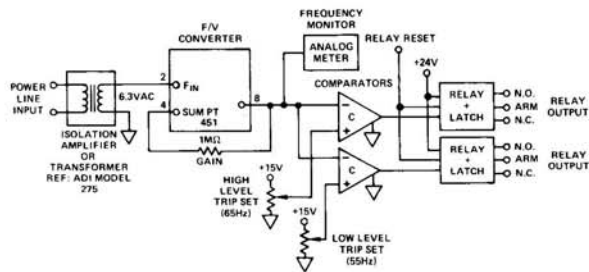 F/V
CONVERTER
FREQUENCY
MONITOR
ANALOG
METER
RELAY RESET
+24V
COMPARATORS
POWER
LINE
INPUT
6.3VAC
2
FIN
4
SUM PT
451
8
1MΩ
GAIN
ISOLATION
AMPLIFIER
OR
TRANSFORMER
REF: ADI MODEL
275
−
C
+
−
C
+
RELAY
+
LATCH
N.O.
ARM
N.C.
RELAY
OUTPUT
RELAY
+
LATCH
N.O.
ARM
N.C.
RELAY
OUTPUT
+15V
HIGH
LEVEL
TRIP SET
(65Hz)
+15V
LOW LEVEL
TRIP SET
(55Hz)